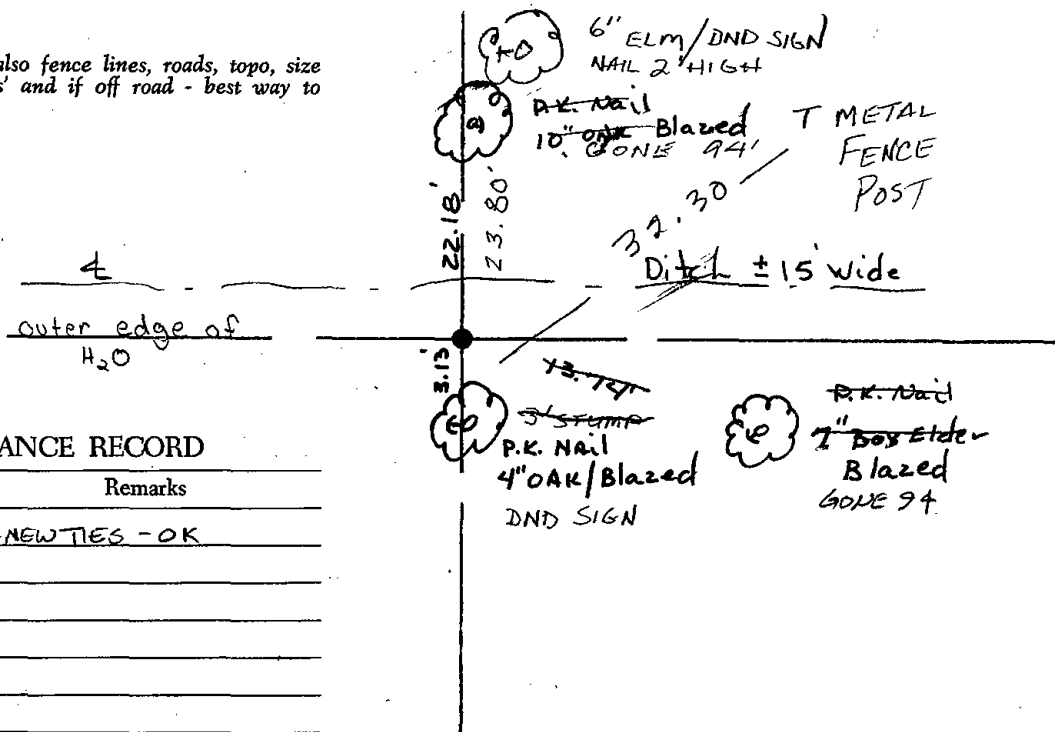 also fence lines, roads, topo, size
s' and if off road - best way to
6" ELM/DND SIGN
NAIL 2' HIGH
P.K. Nail
10" OAK Blazed
GONE 94'
T METAL
FENCE
POST
22.18'
23.80'
32.30
Ditch ± 15' wide
outer edge of
H₂O
3.13'
13.74'
3' STUMP
P.K. NAil
4" OAK/Blazed
DND SIGN
P.K. Nail
7" Box Elder
Blazed
GONE 94
ANCE RECORD
Remarks
NEW TIES - OK